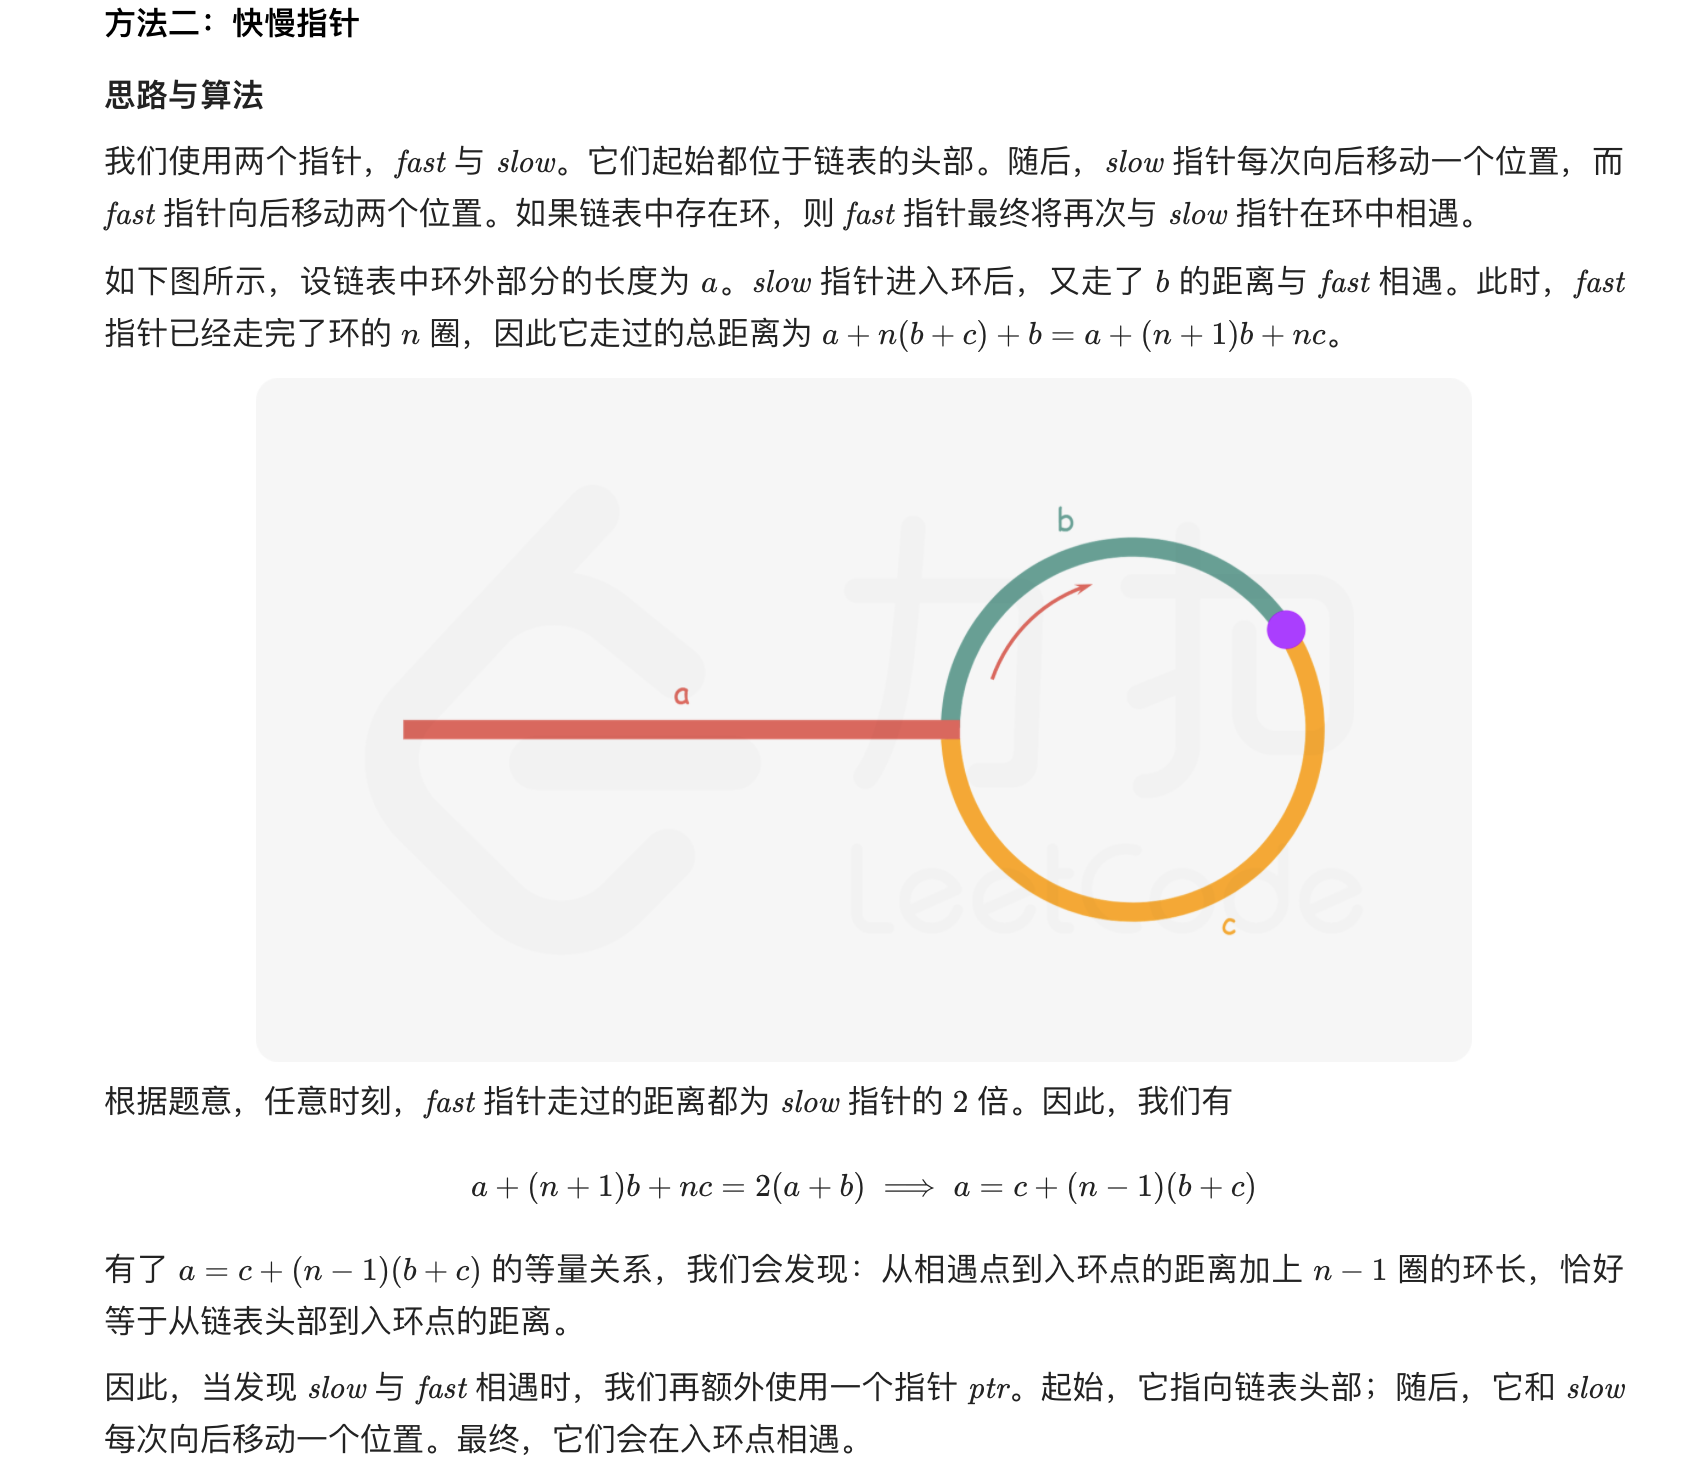 方法二：快慢指针
思路与算法
我们使用两个指针，fast 与 slow。它们起始都位于链表的头部。随后，slow 指针每次向后移动一个位置，而
fast 指针向后移动两个位置。如果链表中存在环，则 fast 指针最终将再次与 slow 指针在环中相遇。
如下图所示，设链表中环外部分的长度为 a。slow 指针进入环后，又走了 b 的距离与 fast 相遇。此时，fast
指针已经走完了环的 n 圈，因此它走过的总距离为 a + n(b + c) + b = a + (n + 1)b + nc。
b
a
力扣
LeetCode
c
根据题意，任意时刻，fast 指针走过的距离都为 slow 指针的 2 倍。因此，我们有
a + (n + 1)b + nc = 2(a + b) ⟹ a = c + (n − 1)(b + c)
有了 a = c + (n − 1)(b + c) 的等量关系，我们会发现：从相遇点到入环点的距离加上 n − 1 圈的环长，恰好
等于从链表头部到入环点的距离。
因此，当发现 slow 与 fast 相遇时，我们再额外使用一个指针 ptr。起始，它指向链表头部；随后，它和 slow
每次向后移动一个位置。最终，它们会在入环点相遇。